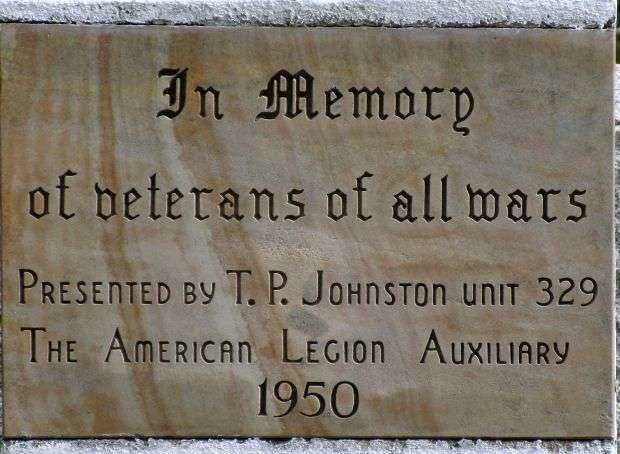 In Memory
of veterans of all wars
PRESENTED BY T. P. JOHNSTON UNIT 329
THE AMERICAN LEGION AUXILIARY
1950